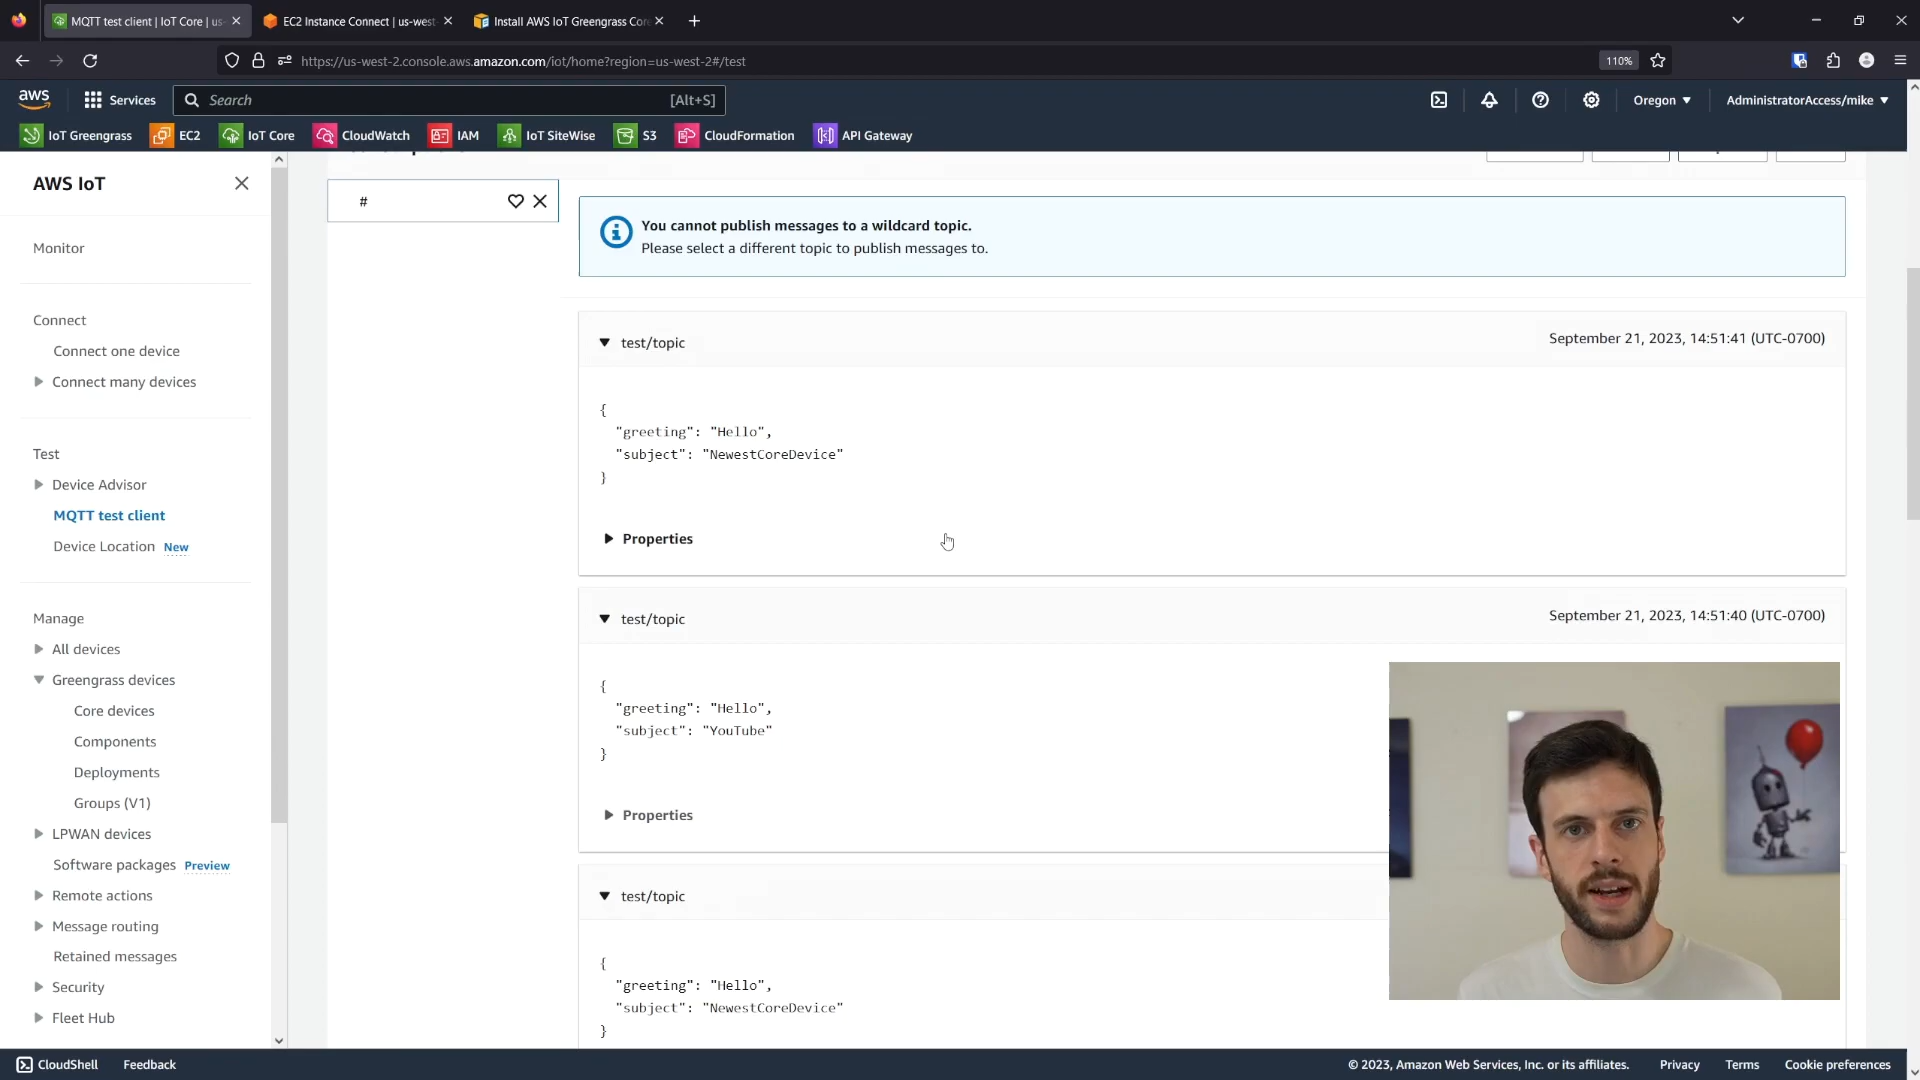 MQTT test client | IoT Core | us-
EC2 Instance Connect | us-west
Install AWS IoT Greengrass Cor
https://us-west-2.console.aws.amazon.com/iot/home?region=us-west-2#/test
110%
aws
Services
Search
[Alt+S]
Oregon
AdministratorAccess/mike
IoT Greengrass
EC2
IoT Core
CloudWatch
IAM
IoT SiteWise
S3
CloudFormation
API Gateway
AWS IoT
Monitor
Connect
Connect one device
Connect many devices
Test
Device Advisor
MQTT test client
Device Location New
Manage
All devices
Greengrass devices
Core devices
Components
Deployments
Groups (V1)
LPWAN devices
Software packages Preview
Remote actions
Message routing
Retained messages
Security
Fleet Hub
#
You cannot publish messages to a wildcard topic.
Please select a different topic to publish messages to.
test/topic
September 21, 2023, 14:51:41 (UTC-0700)
{
"greeting": "Hello",
"subject": "NewestCoreDevice"
}
Properties
test/topic
September 21, 2023, 14:51:40 (UTC-0700)
{
"greeting": "Hello",
"subject": "YouTube"
}
Properties
test/topic
{
"greeting": "Hello",
"subject": "NewestCoreDevice"
}
CloudShell
Feedback
© 2023, Amazon Web Services, Inc. or its affiliates.
Privacy
Terms
Cookie preferences